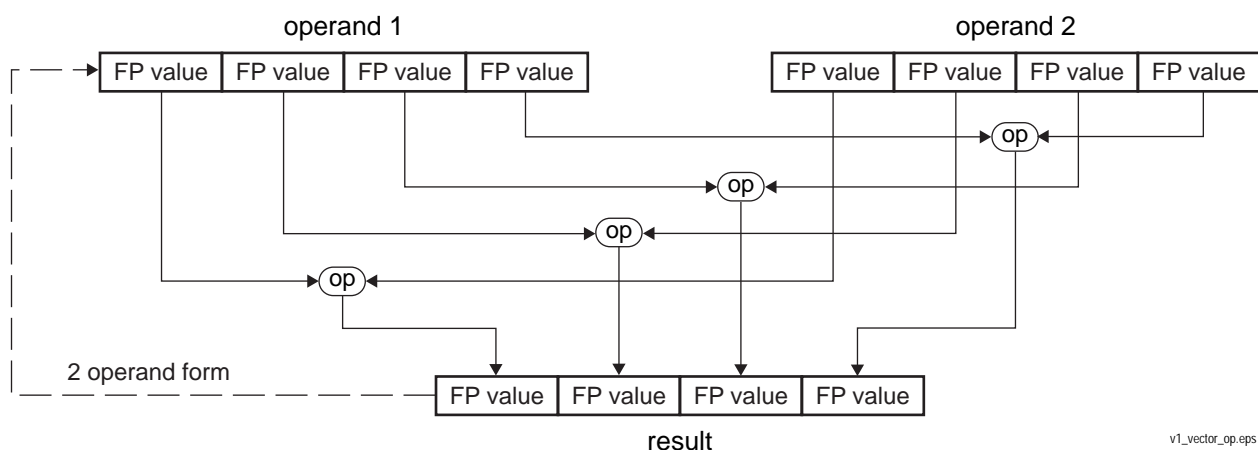 operand 1 operand 2
FP value FP value FP value FP value FP value FP value FP value FP value
op
op
op
op
2 operand form
FP value FP value FP value FP value
result
v1_vector_op.eps